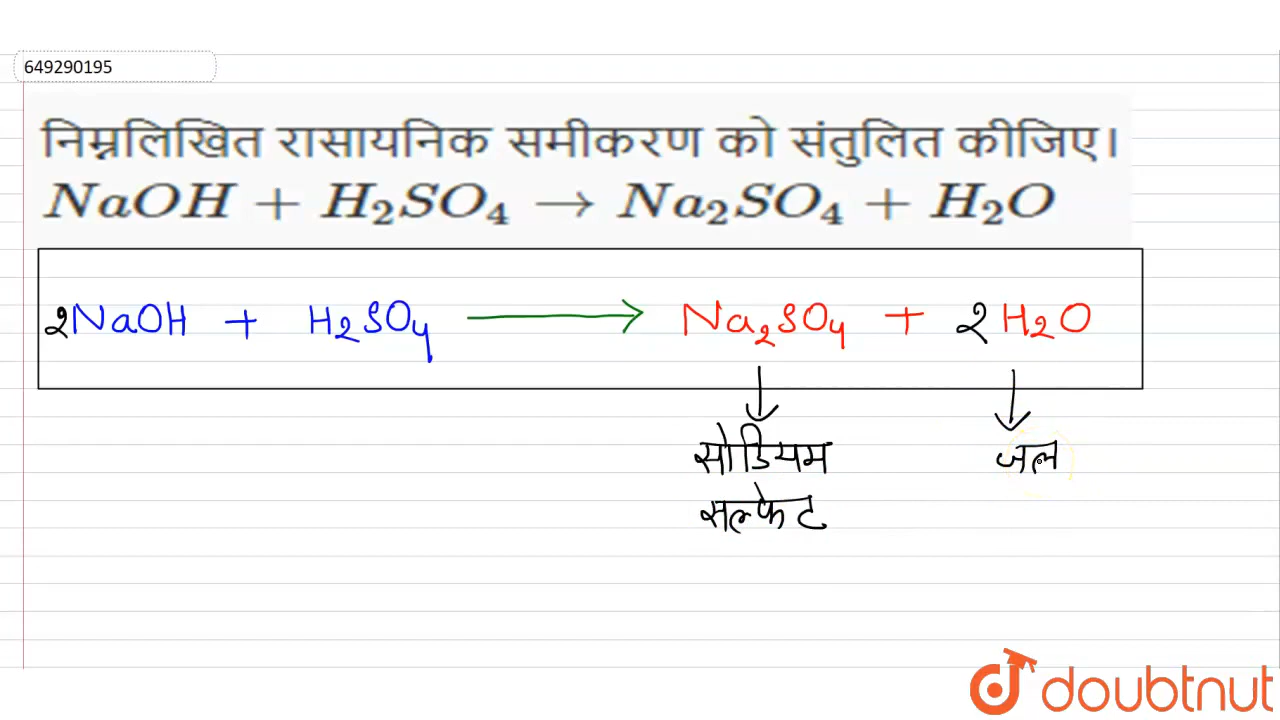 649290195
निम्नलिखित रासायनिक समीकरण को संतुलित कीजिए।
NaOH + H₂SO₄ → Na₂SO₄ + H₂O
2NaOH + H₂SO₄ → Na₂SO₄ + 2H₂O
सोडियम जल
सल्फेट
doubtnut